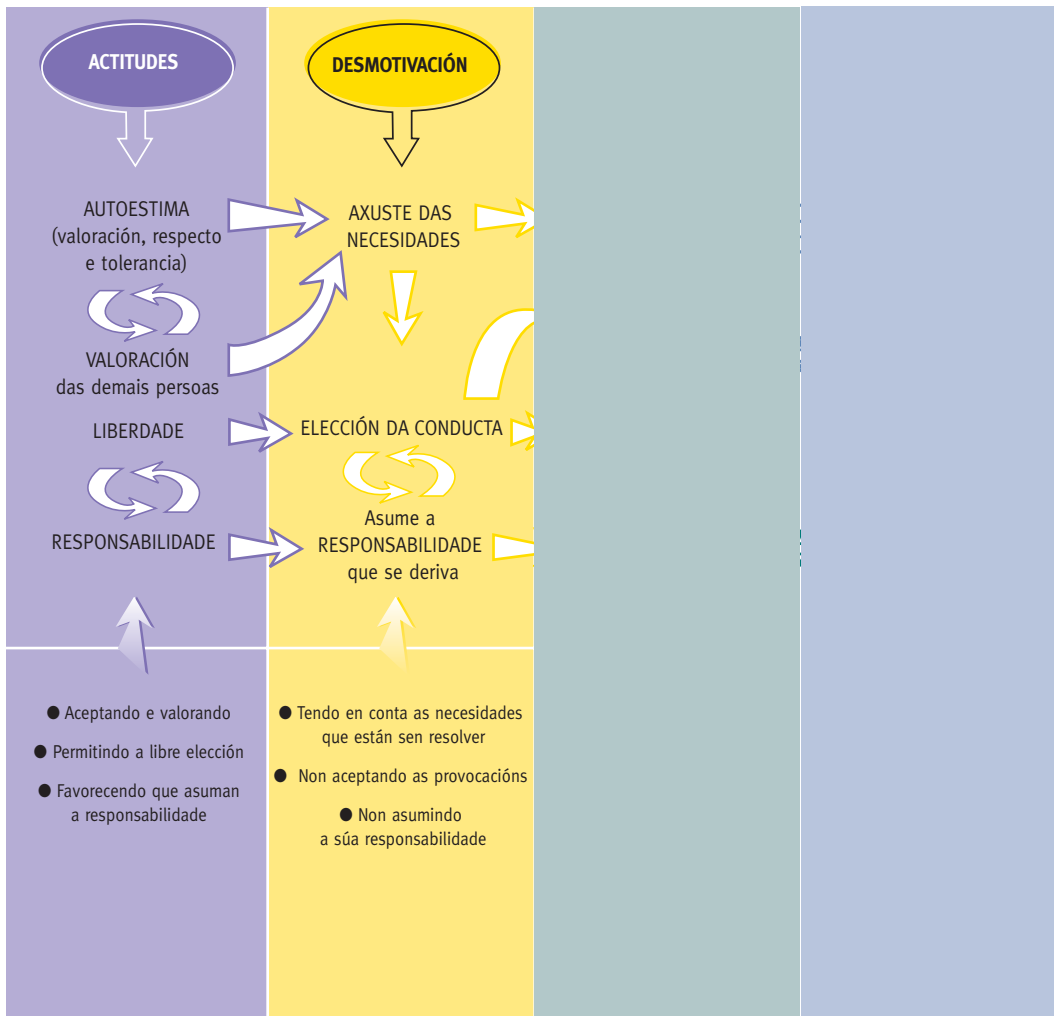 ACTITUDES
AUTOESTIMA
(valoración, respecto
e tolerancia)
VALORACIÓN
das demais persoas
LIBERDADE
RESPONSABILIDADE
● Aceptando e valorando
● Permitindo a libre elección
● Favorecendo que asuman
a responsabilidade
DESMOTIVACIÓN
AXUSTE DAS
NECESIDADES
ELECCIÓN DA CONDUCTA
Asume a
RESPONSABILIDADE
que se deriva
● Tendo en conta as necesidades
que están sen resolver
● Non aceptando as provocacións
● Non asumindo
a súa responsabilidade